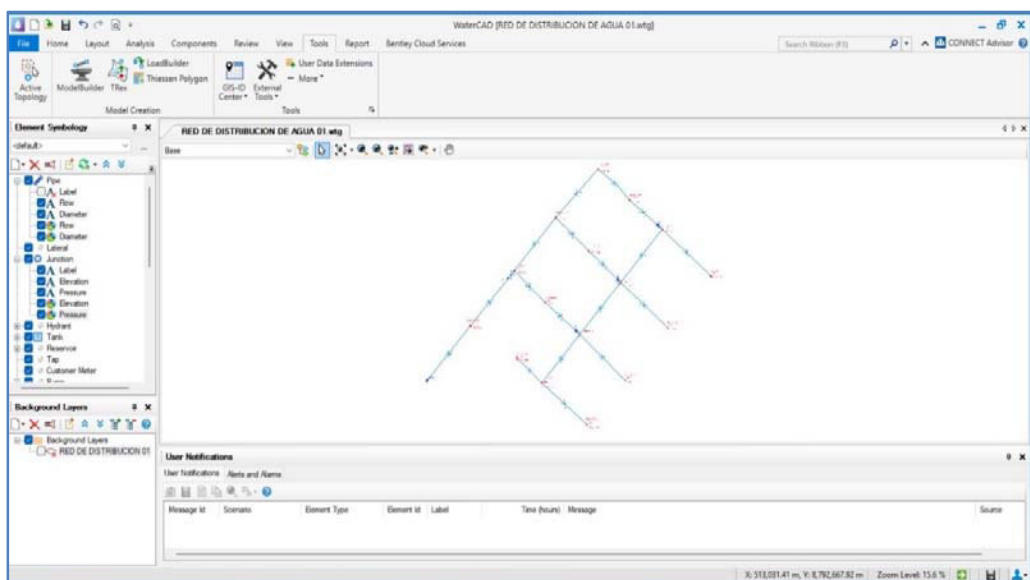 WaterCAD [RED DE DISTRIBUCION DE AGUA 01.wtg]
File Home Layout Analysis Components Review View Tools Report Bentley Cloud Services
Search Ribbon (F3) CONNECT Advisor
Active Topology
ModelBuilder
TRex
LoadBuilder
Thiessen Polygon
Model Creation
GIS-ID Center
External Tools
User Data Extensions
More
Tools
Element Symbology
<default>
Pipe
Label
Flow
Diameter
Flow
Diameter
Lateral
Junction
Label
Elevation
Pressure
Elevation
Pressure
Hydrant
Tank
Reservoir
Tap
Customer Meter
Background Layers
Background Layers
RED DE DISTRIBUCION 01
RED DE DISTRIBUCION DE AGUA 01.wtg
Base
User Notifications
User Notifications Alerts and Alarms
Message Id Scenario Element Type Element Id Label Time (hours) Message Source
X: 513,031.41 m, Y: 8,792,667.92 m Zoom Level: 15.6 %